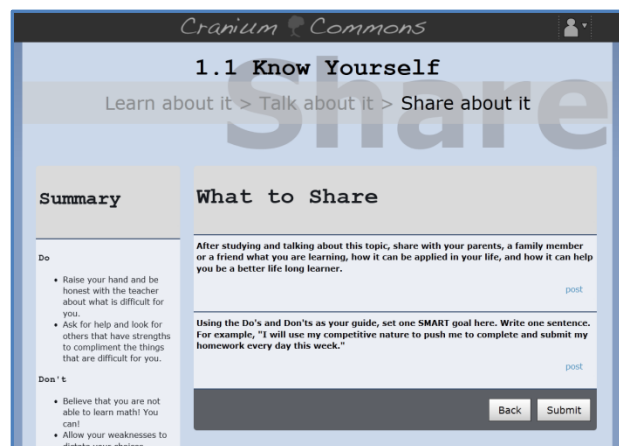 Cranium Commons
1.1 Know Yourself
Share
Learn about it > Talk about it > Share about it
Summary
Do
• Raise your hand and be
honest with the teacher
about what is difficult for
you.
• Ask for help and look for
others that have strengths
to compliment the things
that are difficult for you.
Don't
• Believe that you are not
able to learn math! You
can!
• Allow your weaknesses to
dictate your choices
What to Share
After studying and talking about this topic, share with your parents, a family member
or a friend what you are learning, how it can be applied in your life, and how it can help
you be a better life long learner.
post
Using the Do's and Don'ts as your guide, set one SMART goal here. Write one sentence.
For example, "I will use my competitive nature to push me to complete and submit my
homework every day this week."
post
Back
Submit